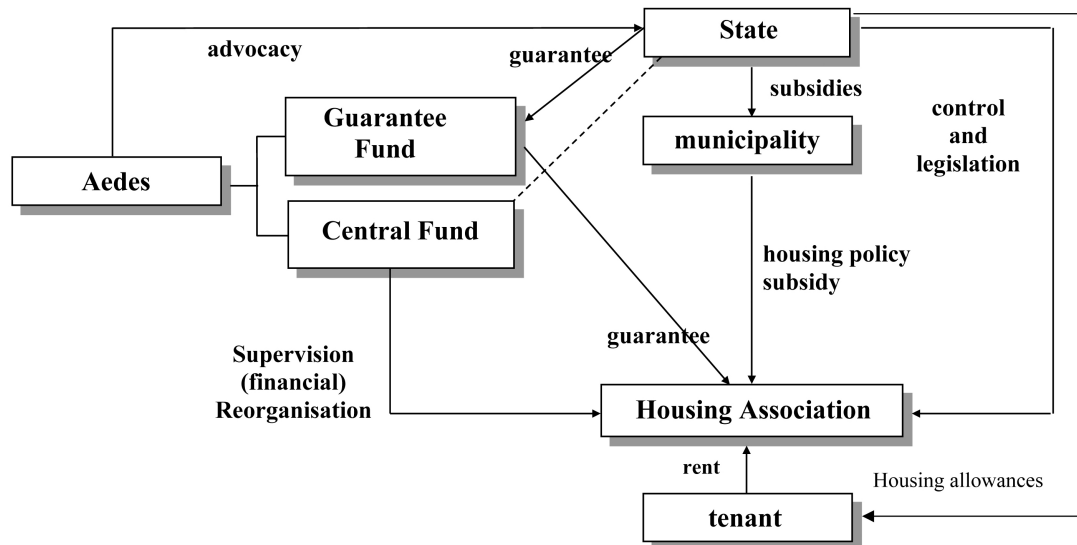 State
advocacy
guarantee
subsidies
Guarantee
Fund
control
and
legislation
municipality
Aedes
Central Fund
housing policy
subsidy
guarantee
Supervision
(financial)
Reorganisation
Housing Association
rent
Housing allowances
tenant